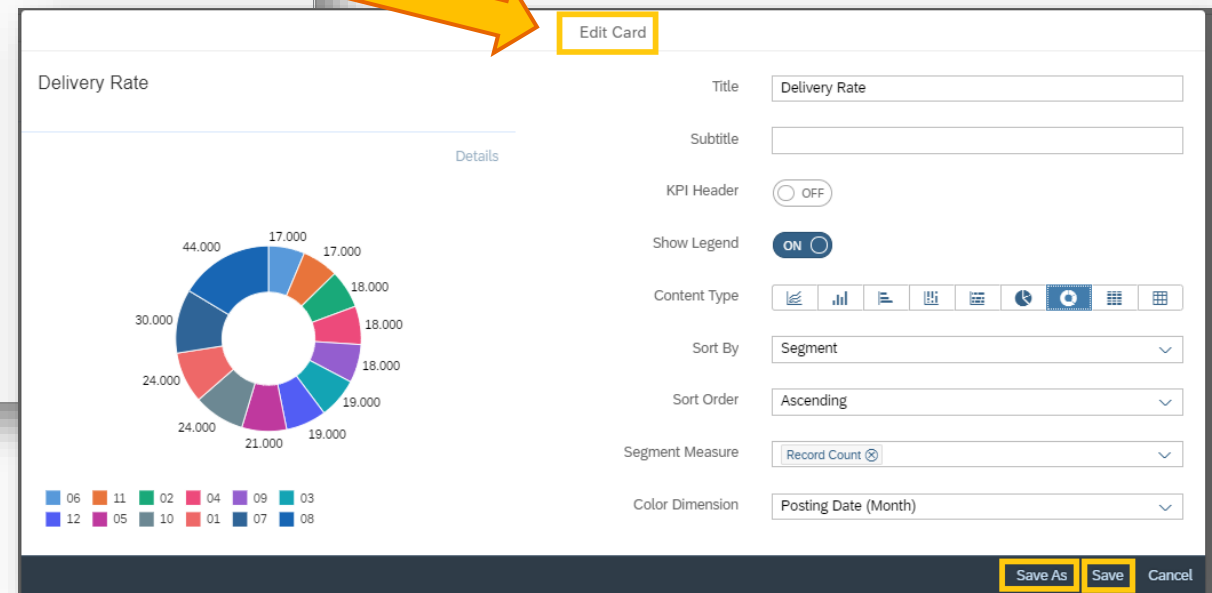 Edit Card
Delivery Rate
Details
44.000
17.000
17.000
18.000
18.000
18.000
19.000
19.000
21.000
24.000
24.000
30.000
06 11 02 04 09 03
12 05 10 01 07 08
Title Delivery Rate
Subtitle
KPI Header OFF
Show Legend ON
Content Type
Sort By Segment
Sort Order Ascending
Segment Measure Record Count
Color Dimension Posting Date (Month)
Save As Save Cancel